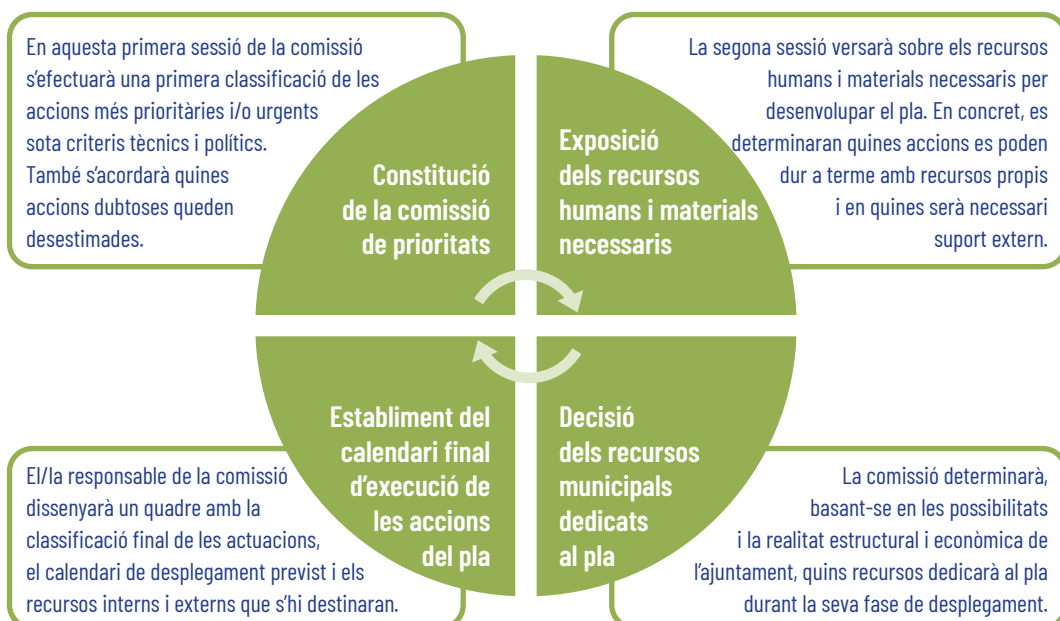 En aquesta primera sessió de la comissió
s'efectuarà una primera classificació de les
accions més prioritàries i/o urgents
sota criteris tècnics i polítics.
També s'acordarà quines
accions dubtoses queden
desestimades.
Constitució
de la comissió
de prioritats
La segona sessió versarà sobre els recursos
humans i materials necessaris per
desenvolupar el pla. En concret, es
determinaran quines accions es poden
dur a terme amb recursos propis
i en quines serà necessari
suport extern.
Exposició
dels recursos
humans i materials
necessaris
Establiment del
calendari final
d'execució de
les accions
del pla
El/la responsable de la comissió
dissenyarà un quadre amb la
classificació final de les actuacions,
el calendari de desplegament previst i els
recursos interns i externs que s'hi destinaran.
Decisió
dels recursos
municipals
dedicats
al pla
La comissió determinarà,
basant-se en les possibilitats
i la realitat estructural i econòmica de
l'ajuntament, quins recursos dedicarà al pla
durant la seva fase de desplegament.